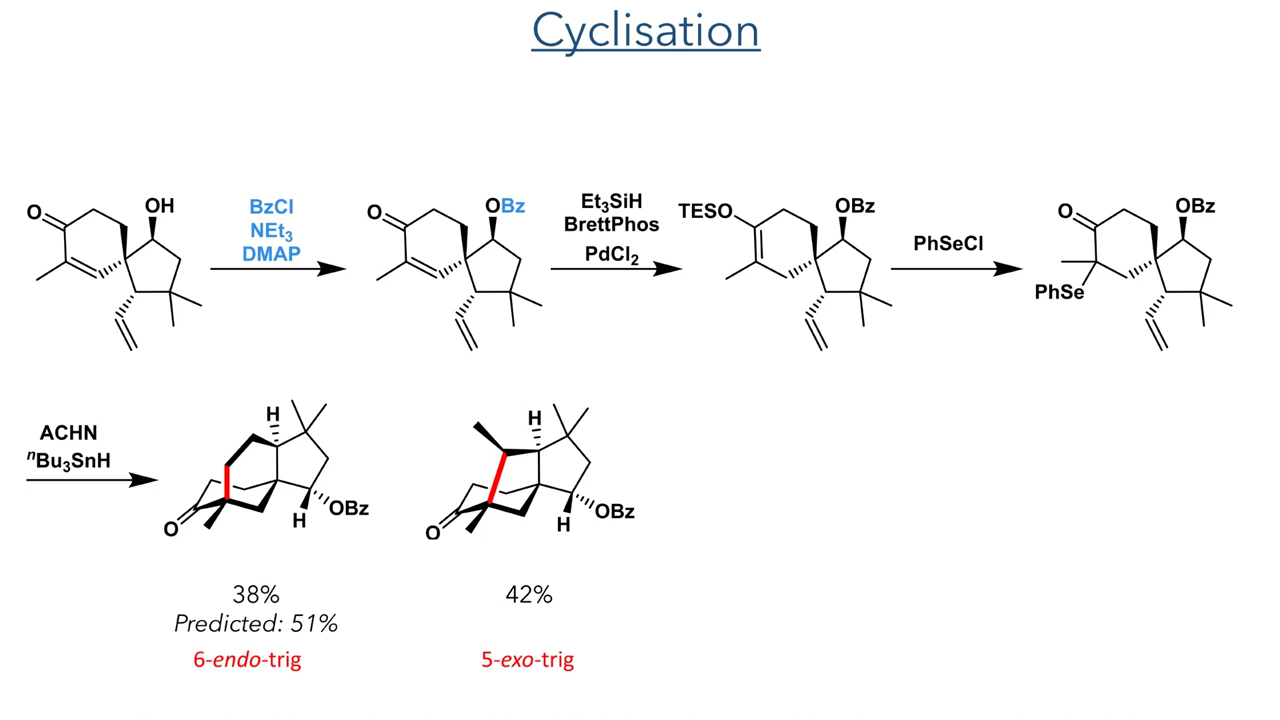 Cyclisation
O
OH
BzCl
NEt3
DMAP
O
OBz
Et3SiH
BrettPhos
PdCl2
TESO
OBz
PhSeCl
O
OBz
PhSe
ACHN
nBu3SnH
H
O
H
OBz
H
O
H
OBz
38%
Predicted: 51%
6-endo-trig
42%
5-exo-trig